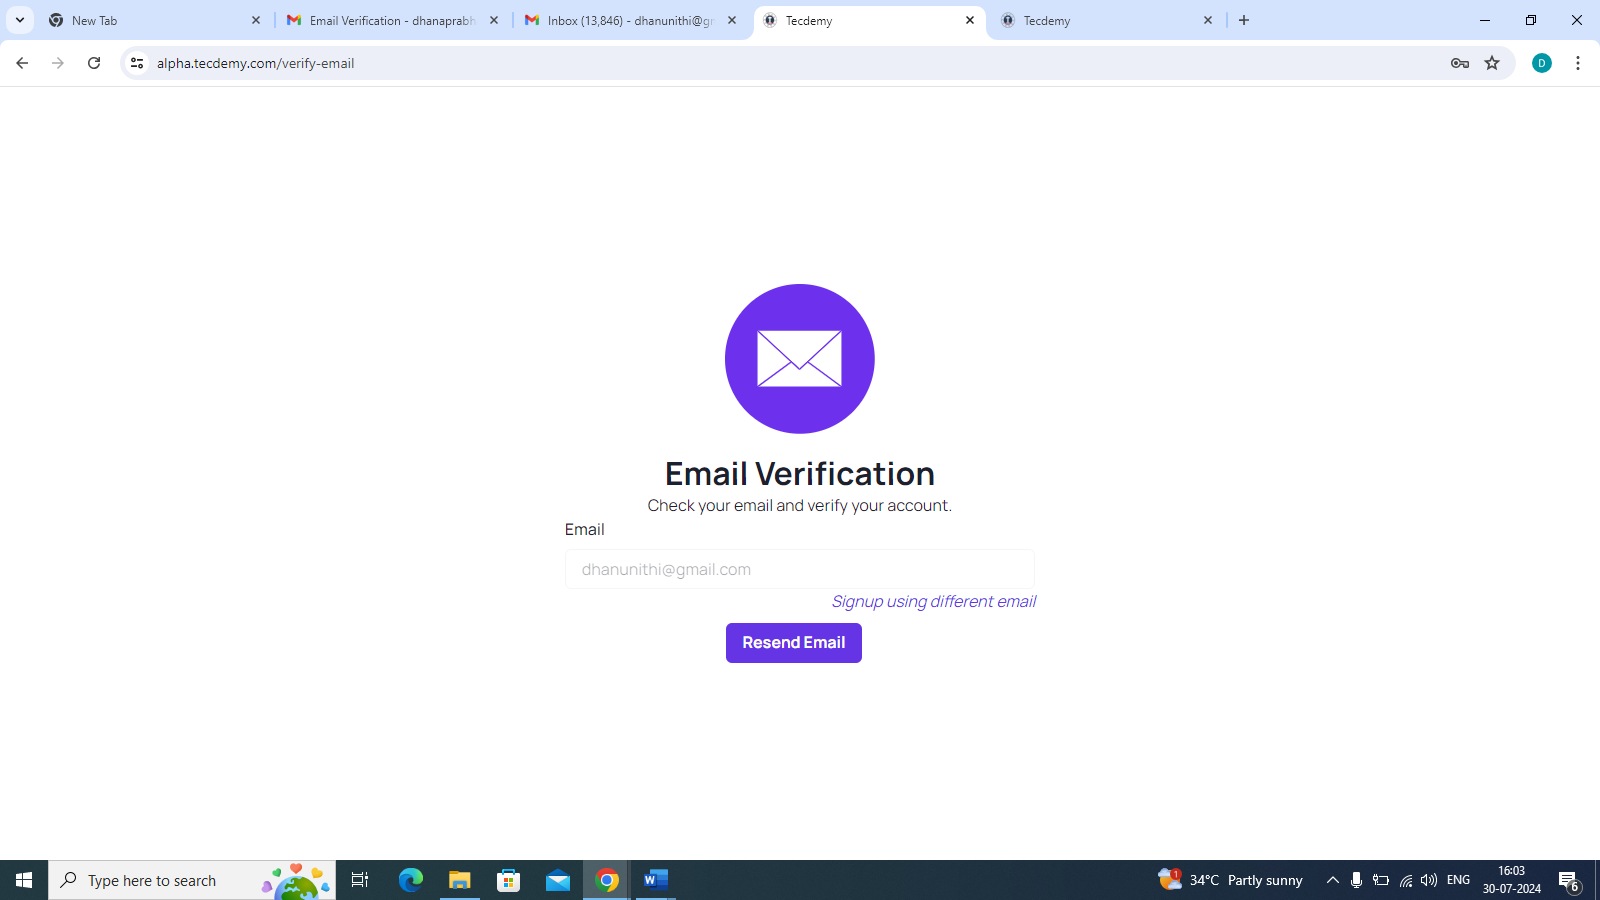 New Tab
Email Verification - dhanaprabh
Inbox (13,846) - dhanunithi@gm
Tecdemy
Tecdemy
alpha.tecdemy.com/verify-email
D
Email Verification
Check your email and verify your account.
Email
dhanunithi@gmail.com
Signup using different email
Resend Email
Type here to search
W
1
34°C Partly sunny
ENG
16:03
30-07-2024
6